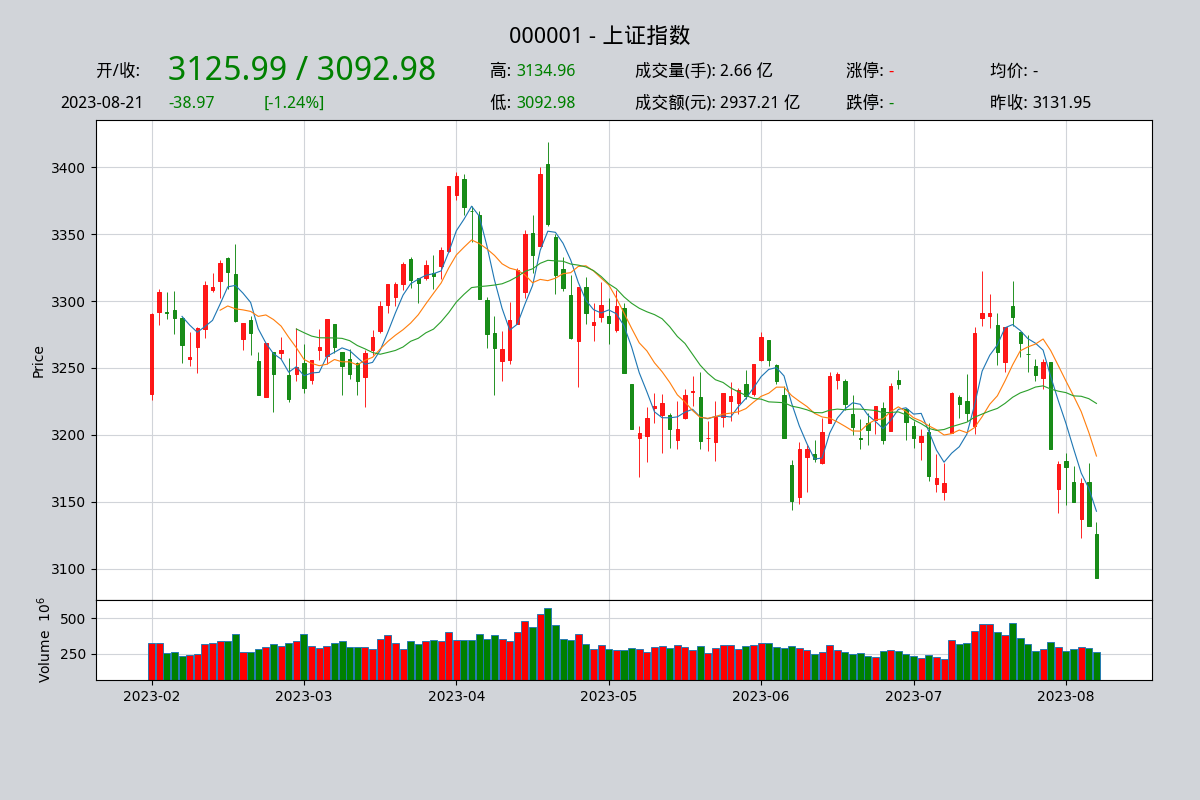 000001 - 上证指数
开/收: 3125.99 / 3092.98 高: 3134.96 成交量(手): 2.66 亿 涨停: - 均价: -
2023-08-21 -38.97 [-1.24%] 低: 3092.98 成交额(元): 2937.21 亿 跌停: - 昨收: 3131.95
3400
3350
3300
3250
3200
3150
3100
Price
500
250
Volume 10⁶
2023-02 2023-03 2023-04 2023-05 2023-06 2023-07 2023-08